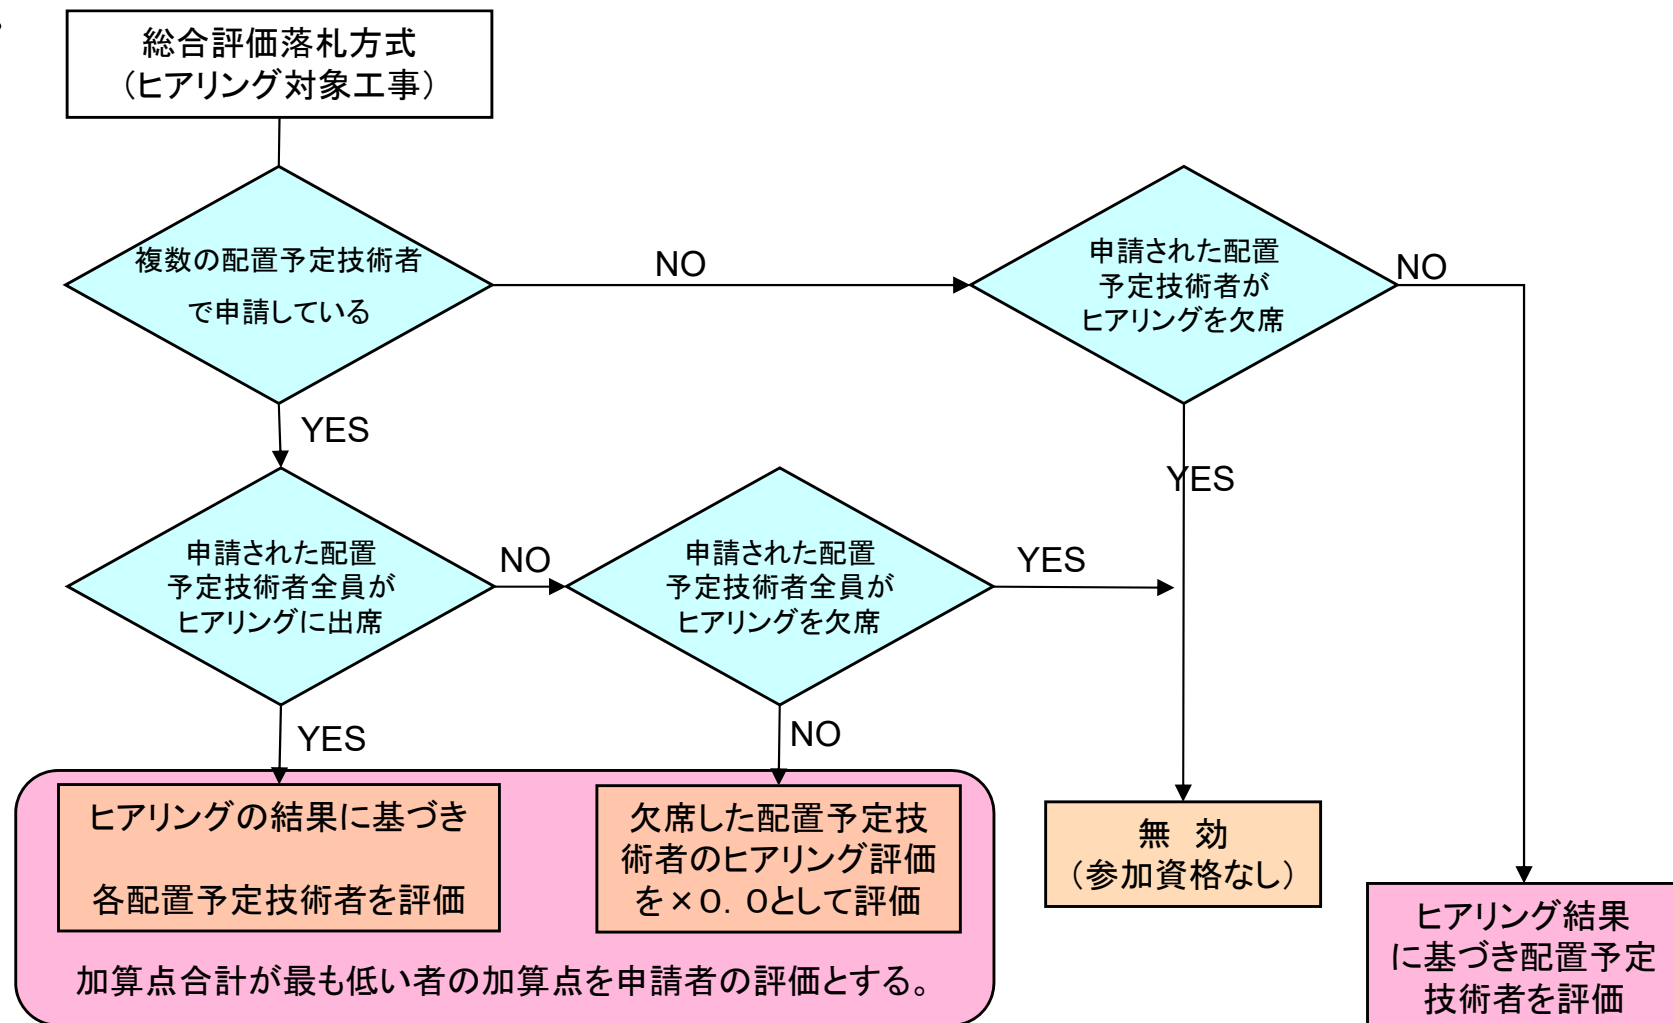 総合評価落札方式
（ヒアリング対象工事）
複数の配置予定技術者
で申請している
NO
申請された配置
予定技術者が
ヒアリングを欠席
NO
YES
YES
申請された配置
予定技術者全員が
ヒアリングに出席
NO
申請された配置
予定技術者全員が
ヒアリングを欠席
YES
YES
NO
ヒアリングの結果に基づき
各配置予定技術者を評価
欠席した配置予定技
術者のヒアリング評価
を×０．０として評価
無　効
（参加資格なし）
ヒアリング結果
に基づき配置予定
技術者を評価
加算点合計が最も低い者の加算点を申請者の評価とする。